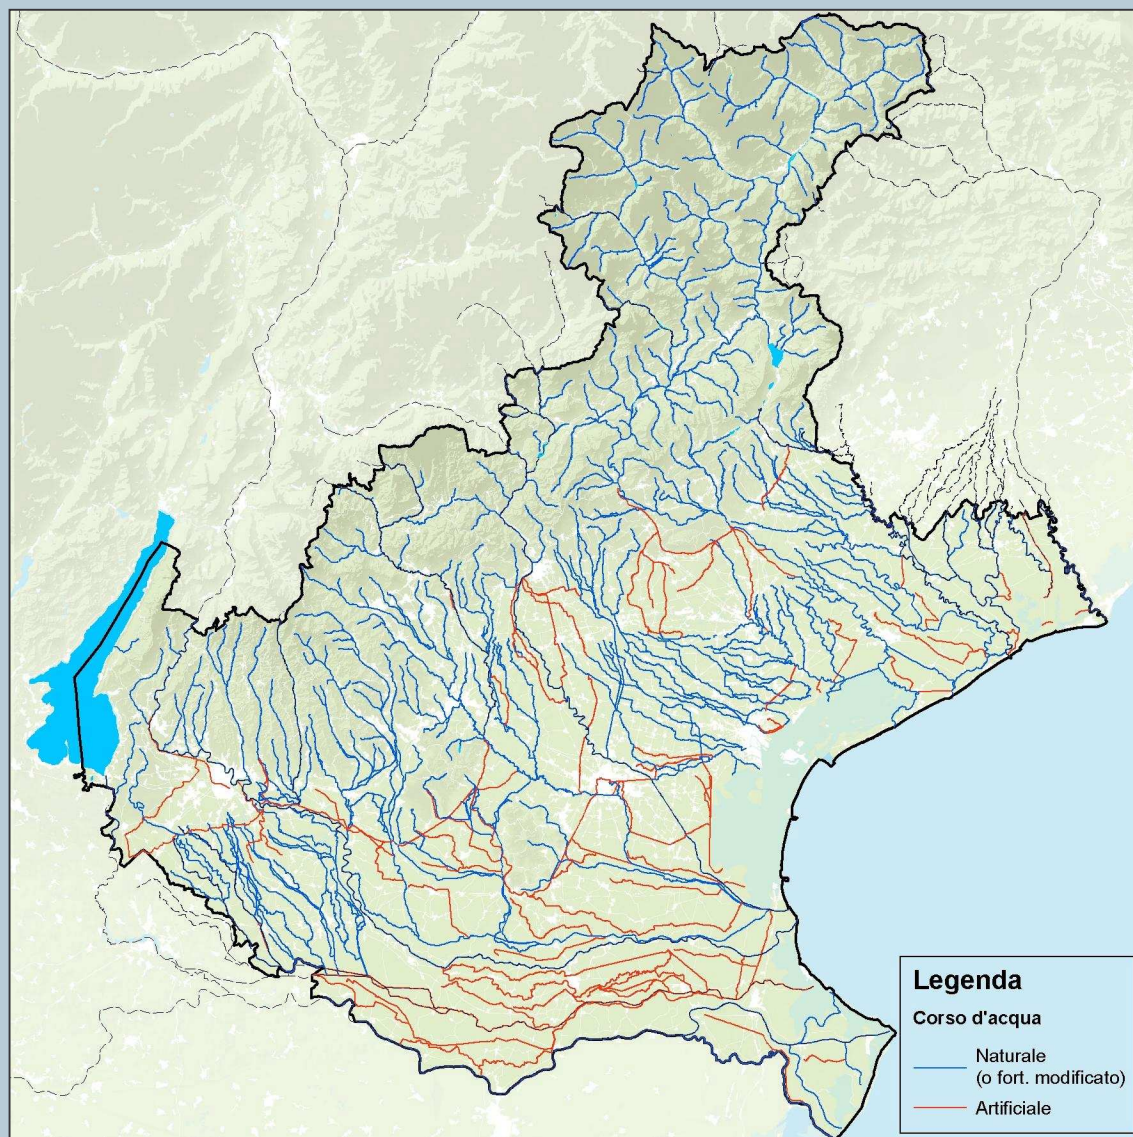 Legenda
Corso d'acqua
Naturale
(o fort. modificato)
Artificiale